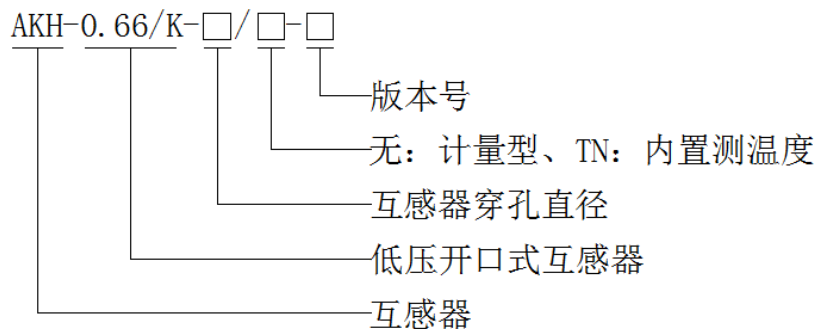 AKH-0.66/K-□/□-□
版本号
无：计量型、TN：内置测温度
互感器穿孔直径
低压开口式互感器
互感器